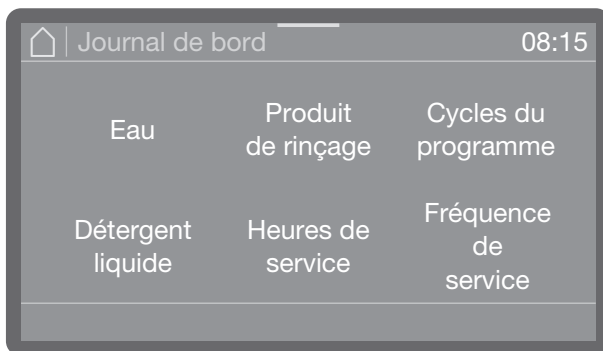 Journal de bord 08:15
Eau
Produit
de rinçage
Cycles du
programme
Détergent
liquide
Heures de
service
Fréquence
de
service